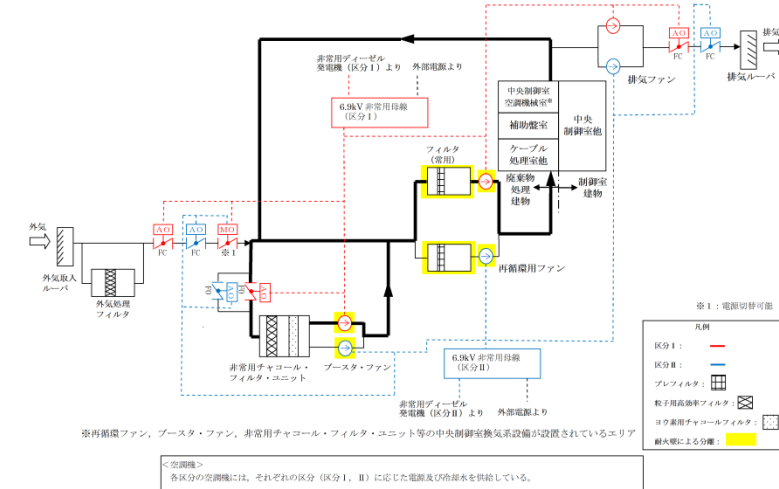 排気
AO
AO
FC
FC
排気ファン
排気ルーバ
非常用ディーゼル
発電機（区分Ⅰ）より
外部電源より
6.9kV 非常用母線
（区分Ⅰ）
中央制御室
空調機械室※
補助盤室
ケーブル
処理室他
中央
制御室他
フィルタ
（常用）
廃棄物
処理
建物
制御室
建物
外気
AO
AO
MO
FC
FC
※1
外気取入
ルーバ
外気処理
フィルタ
再循環用ファン
FO
AO
FO
AO
※1：電源切替可能
非常用チャコール・
フィルタ・ユニット
ブースタ・ファン
6.9kV 非常用母線
（区分Ⅱ）
非常用ディーゼル
発電機（区分Ⅱ）より
外部電源より
凡例
区分Ⅰ：
区分Ⅱ：
プレフィルタ：
粒子用高効率フィルタ：
ヨウ素用チャコールフィルタ：
耐火壁による分離：
※再循環ファン，ブースタ・ファン，非常用チャコール・フィルタ・ユニット等の中央制御室換気系設備が設置されているエリア
＜空調機＞
各区分の空調機には，それぞれの区分（区分Ⅰ，Ⅱ）に応じた電源及び冷却水を供給している。